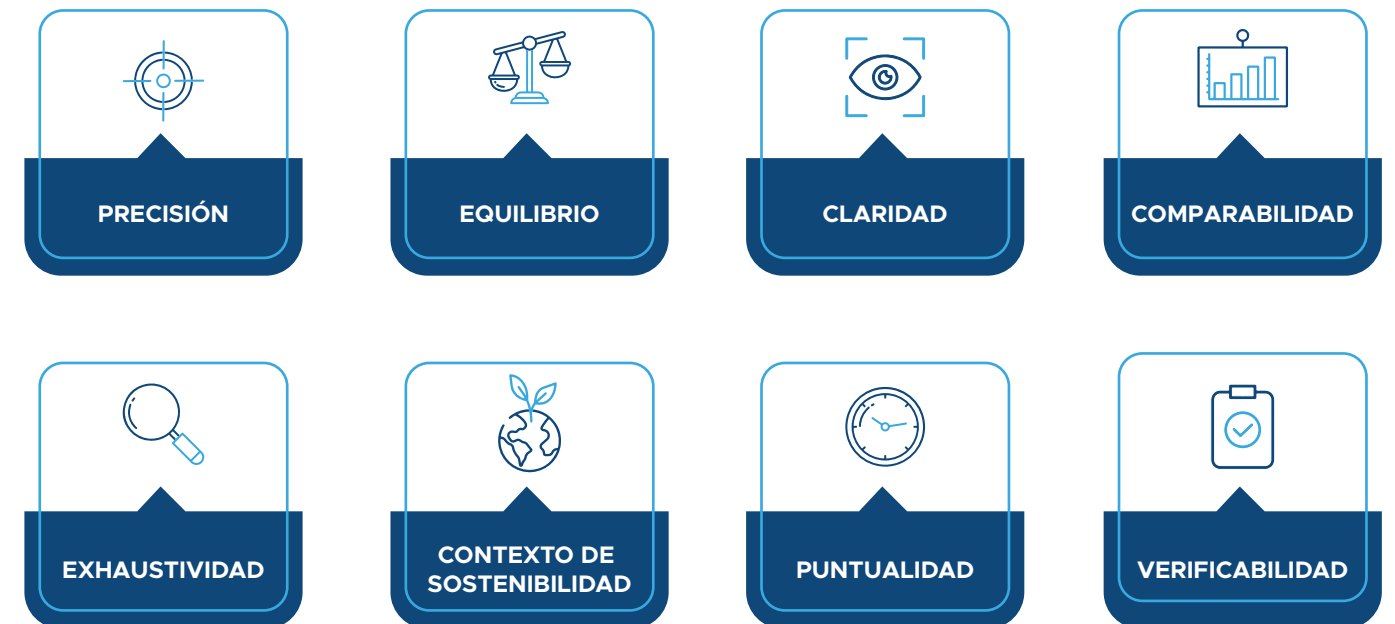 PRECISIÓN
EQUILIBRIO
CLARIDAD
COMPARABILIDAD
EXHAUSTIVIDAD
CONTEXTO DE
SOSTENIBILIDAD
PUNTUALIDAD
VERIFICABILIDAD